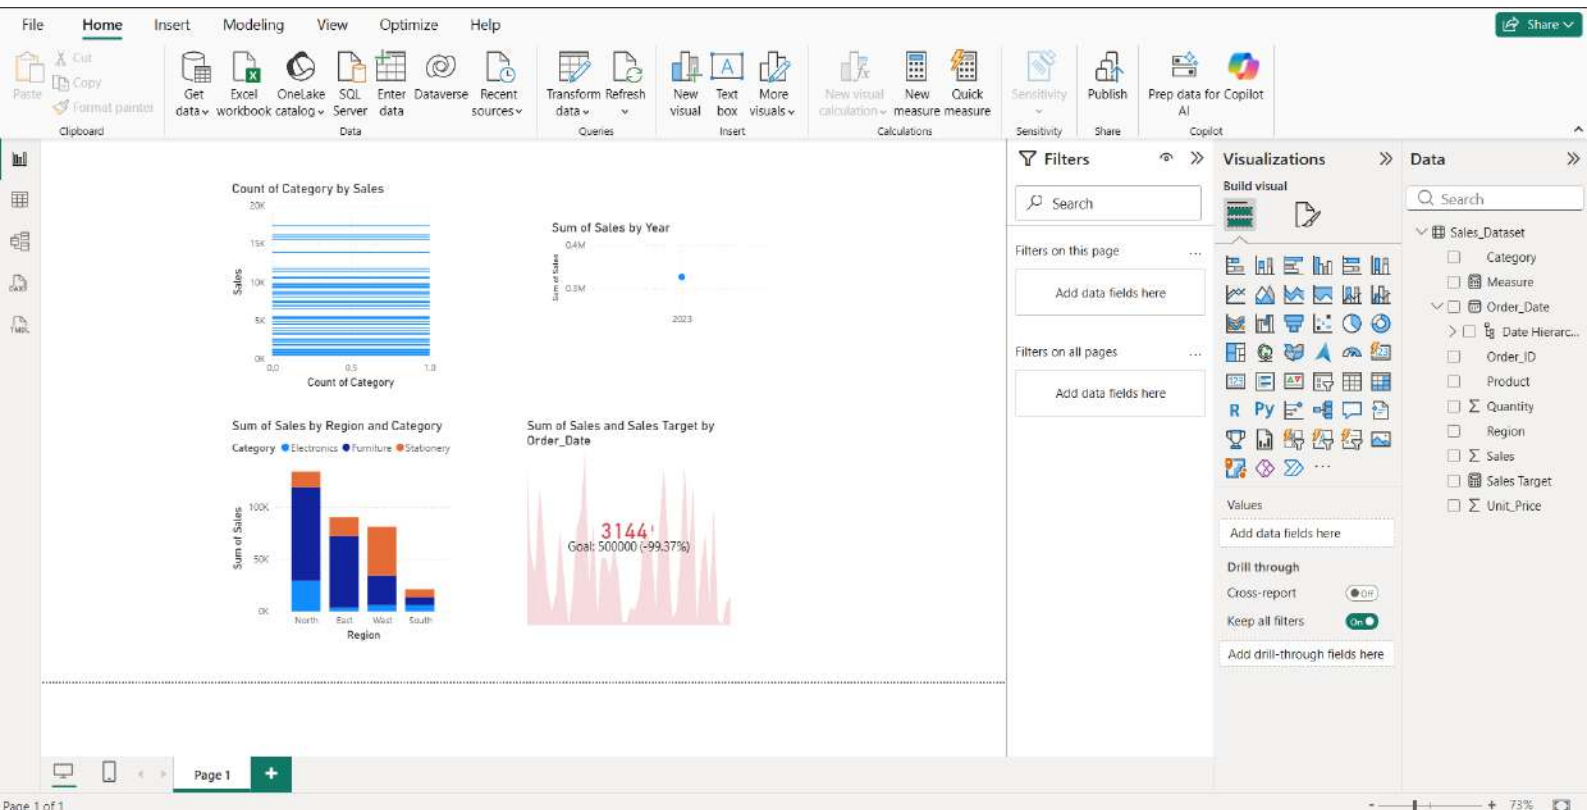 File Home Insert Modeling View Optimize Help Share
Paste Cut
Copy
Format painter
Clipboard
Get data Excel workbook OneLake catalog SQL Server Enter data Dataverse Recent sources
Data
Transform data Refresh
Queries
New visual Text box More visuals
Insert
New visual calculation New measure Quick measure
Calculations
Sensitivity
Sensitivity
Publish
Share
Prep data for AI Copilot
Copilot
Count of Category by Sales
20K
15K
10K
5K
0K
Sales
0.0 0.5 1.0
Count of Category
Sum of Sales by Year
0.4M
0.3M
Sum of Sales
2023
Sum of Sales by Region and Category
Category Electronics Furniture Stationery
100K
50K
0K
Sum of Sales
North East West South
Region
Sum of Sales and Sales Target by
Order_Date
3144!
Goal: 500000 (-99.37%)
Filters
Search
Filters on this page ...
Add data fields here
Filters on all pages ...
Add data fields here
Visualizations
Build visual
123
R Py
...
Values
Add data fields here
Drill through
Cross-report Off
Keep all filters On
Add drill-through fields here
Data
Search
Sales_Dataset
Category
Measure
Order_Date
Date Hierarc...
Order_ID
Product
Quantity
Region
Sales
Sales Target
Unit_Price
Page 1 +
Page 1 of 1
- + 73%